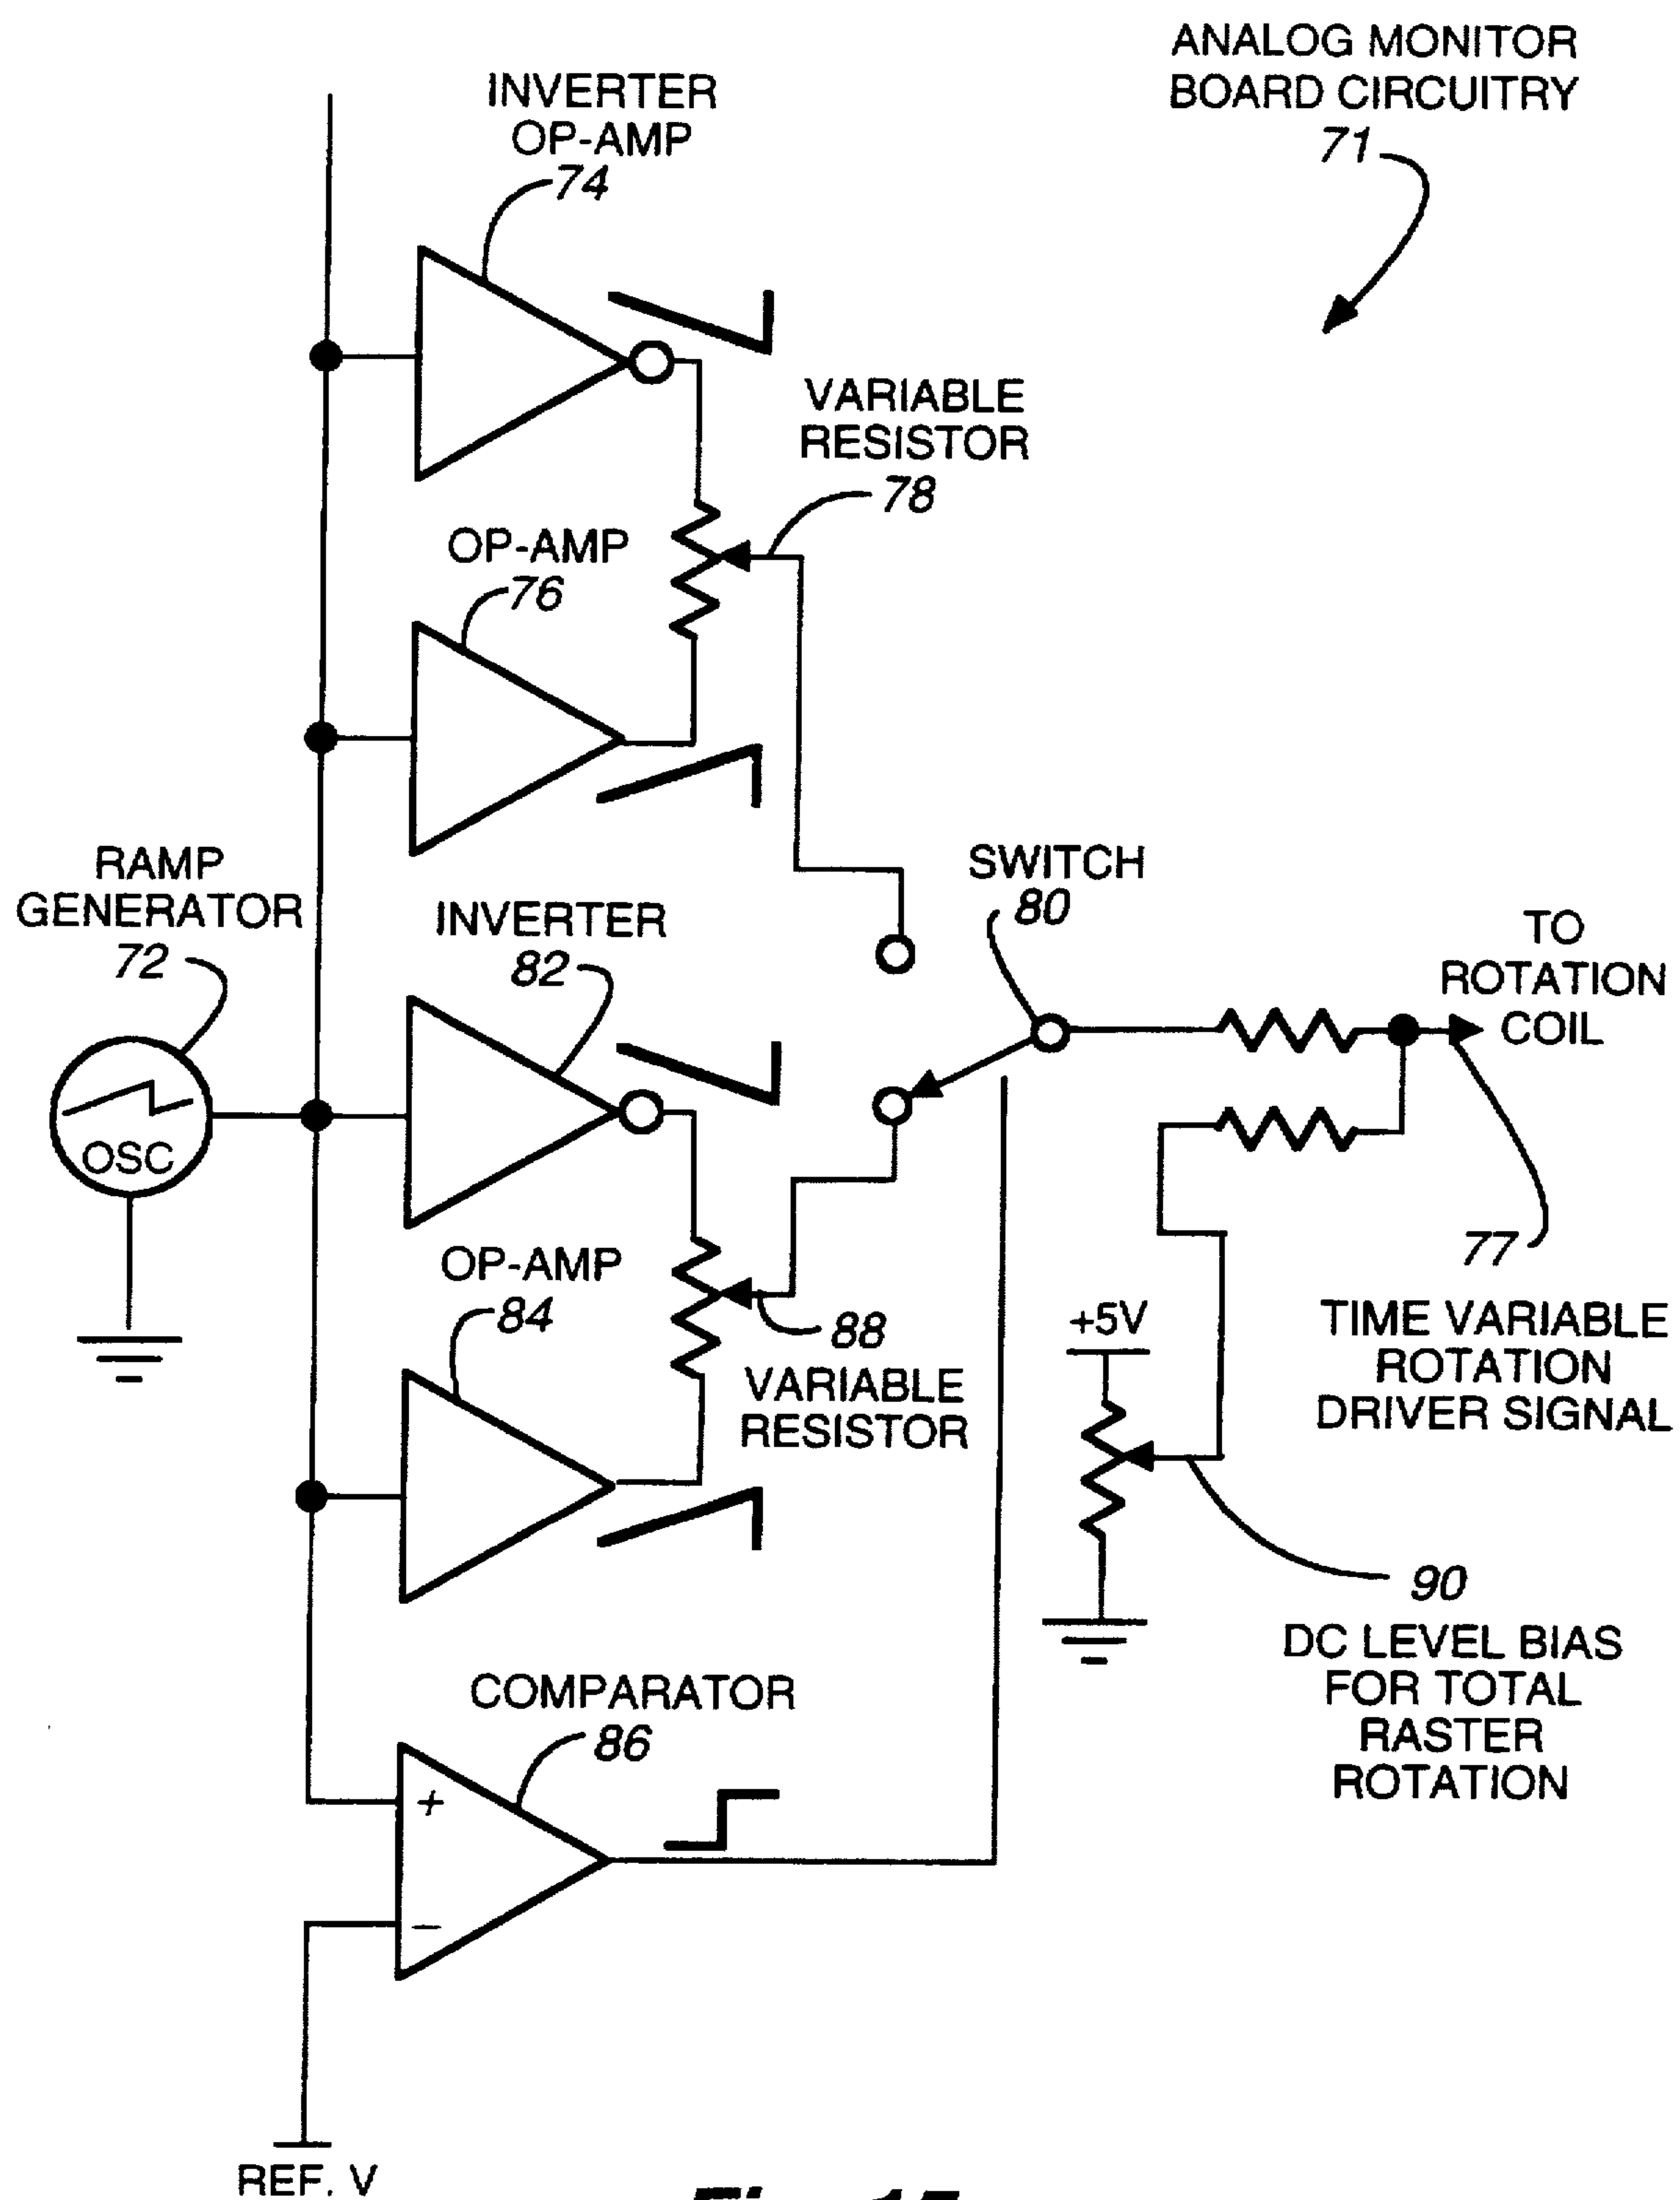 ANALOG MONITOR
BOARD CIRCUITRY
71
INVERTER
OP-AMP
74
VARIABLE
RESISTOR
78
OP-AMP
76
RAMP
GENERATOR
72
OSC
INVERTER
82
SWITCH
80
TO
ROTATION
COIL
77
TIME VARIABLE
ROTATION
DRIVER SIGNAL
OP-AMP
84
88
VARIABLE
RESISTOR
+5V
90
DC LEVEL BIAS
FOR TOTAL
RASTER
ROTATION
COMPARATOR
86
+
−
REF. V